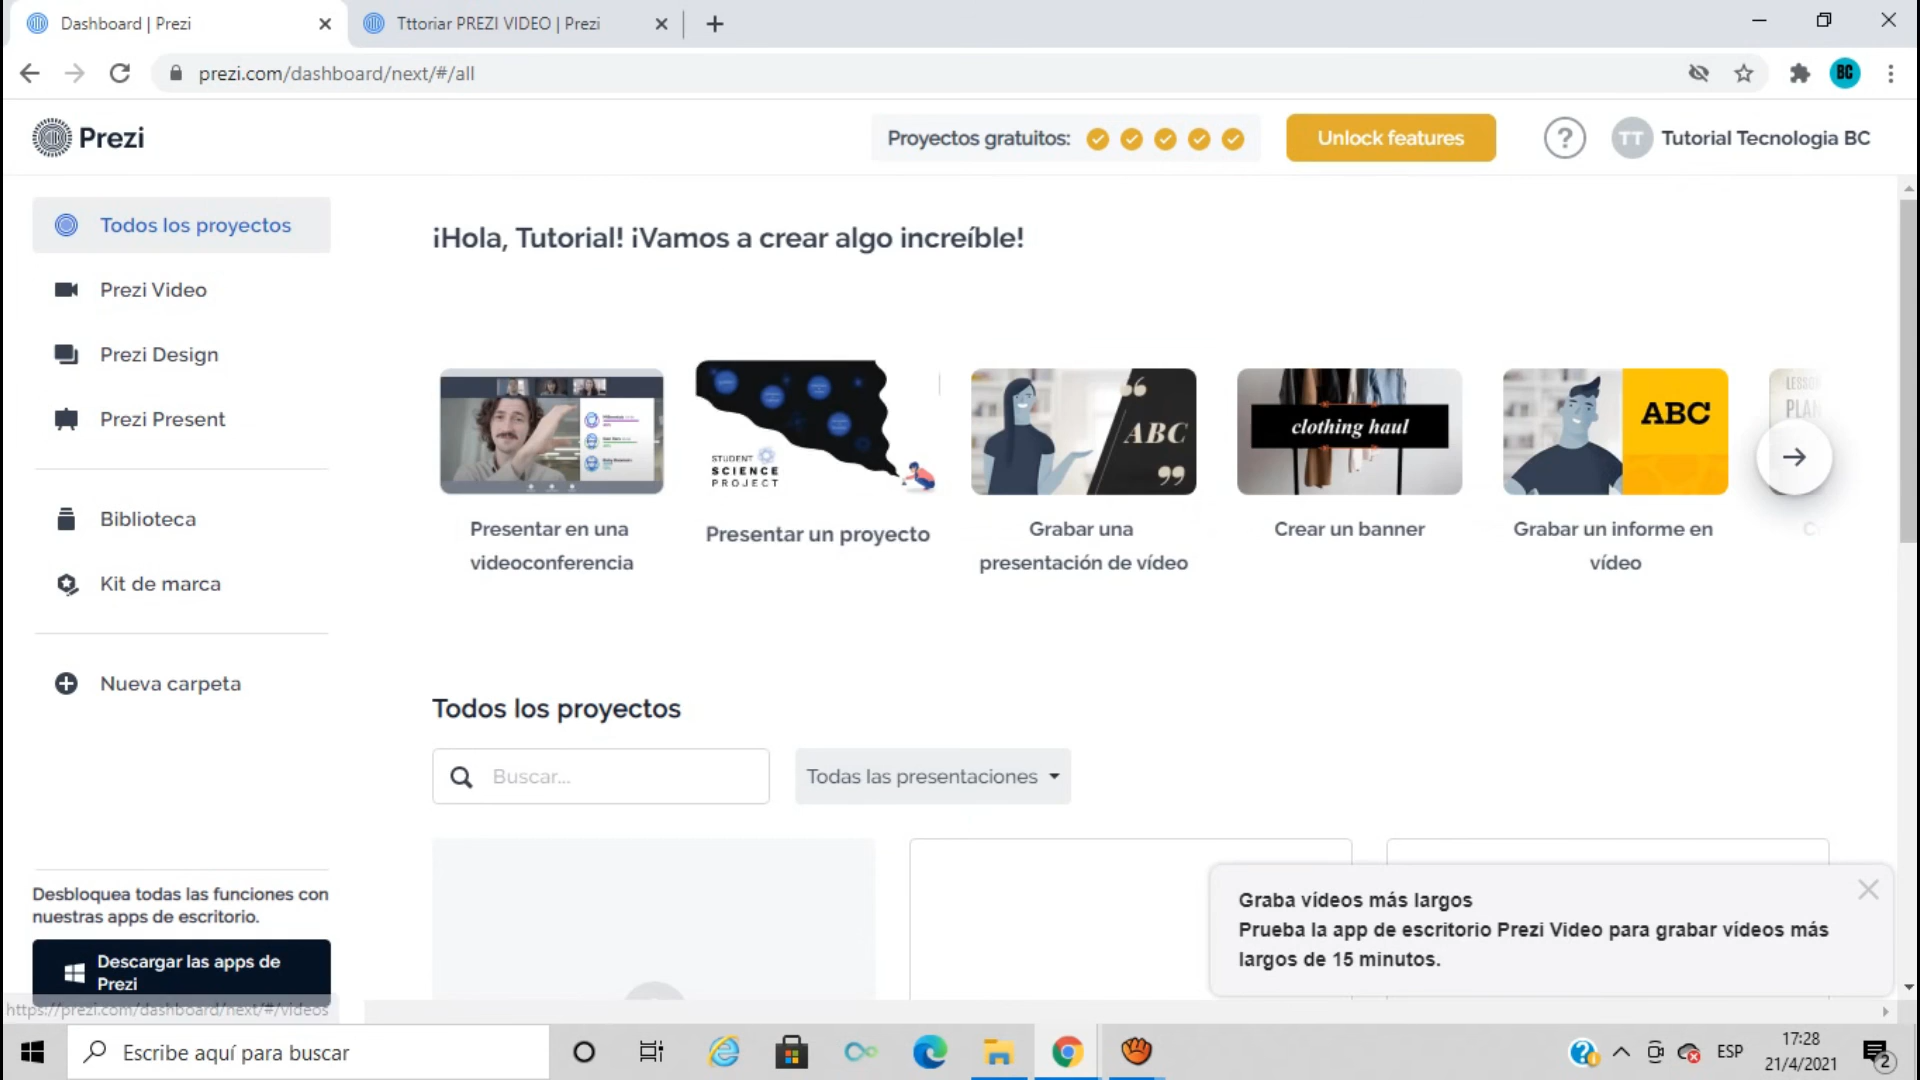 Dashboard | Prezi
Tttoriar PREZI VIDEO | Prezi
prezi.com/dashboard/next/#/all
BC
Prezi
Proyectos gratuitos:
Unlock features
?
TT
Tutorial Tecnologia BC
Todos los proyectos
Prezi Video
Prezi Design
Prezi Present
Biblioteca
Kit de marca
Nueva carpeta
Desbloquea todas las funciones con
nuestras apps de escritorio.
Descargar las apps de
Prezi
https://prezi.com/dashboard/next/#/videos
¡Hola, Tutorial! ¡Vamos a crear algo increíble!
STUDENT
SCIENCE
PROJECT
“ ABC ”
clothing haul
ABC
LESSON
PLAN
Presentar en una
videoconferencia
Presentar un proyecto
Grabar una
presentación de vídeo
Crear un banner
Grabar un informe en
vídeo
Todos los proyectos
Buscar...
Todas las presentaciones
Graba vídeos más largos
Prueba la app de escritorio Prezi Video para grabar vídeos más
largos de 15 minutos.
Escribe aquí para buscar
ESP
17:28
21/4/2021
2